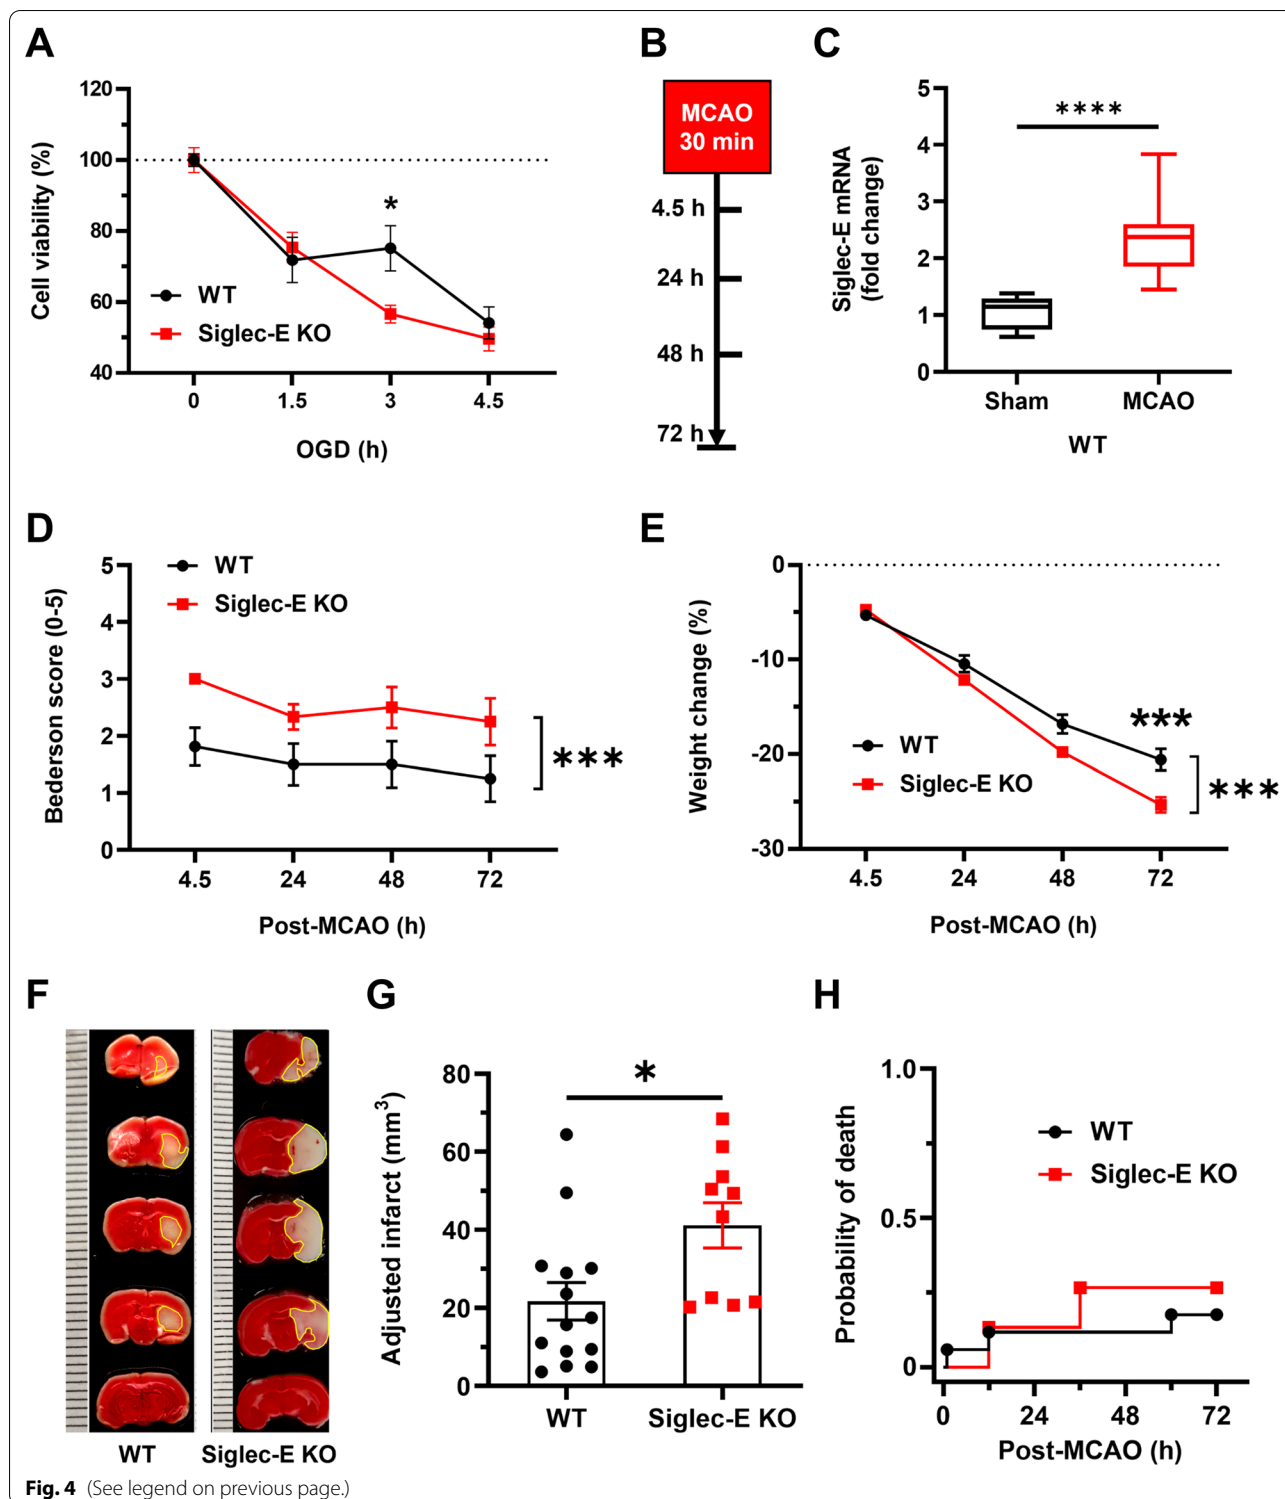 A
120
100
80
60
40
Cell viability (%)
*
WT
Siglec-E KO
0 1.5 3 4.5
OGD (h)
B
MCAO
30 min
4.5 h
24 h
48 h
72 h
C
5
4
3
2
1
0
Siglec-E mRNA
(fold change)
****
Sham MCAO
WT
D
5
4
3
2
1
0
Bederson score (0-5)
WT
Siglec-E KO
***
4.5 24 48 72
Post-MCAO (h)
E
0
-10
-20
-30
Weight change (%)
***
WT
Siglec-E KO
***
4.5 24 48 72
Post-MCAO (h)
F
WT Siglec-E KO
G
80
60
40
20
0
Adjusted infarct (mm³)
*
WT Siglec-E KO
H
1.0
0.5
0
Probability of death
WT
Siglec-E KO
0 24 48 72
Post-MCAO (h)
Fig. 4 (See legend on previous page.)